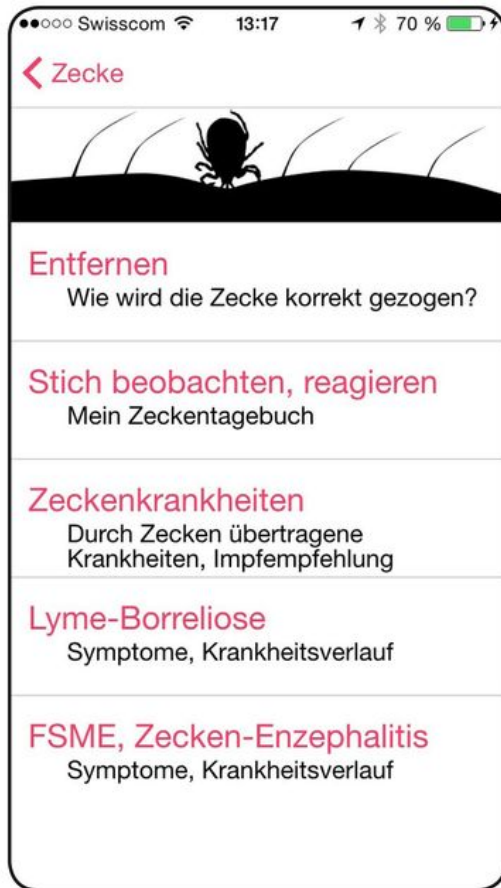 Swisscom 13:17 70 %
Zecke
Entfernen
Wie wird die Zecke korrekt gezogen?
Stich beobachten, reagieren
Mein Zeckentagebuch
Zeckenkrankheiten
Durch Zecken übertragene
Krankheiten, Impfempfehlung
Lyme-Borreliose
Symptome, Krankheitsverlauf
FSME, Zecken-Enzephalitis
Symptome, Krankheitsverlauf